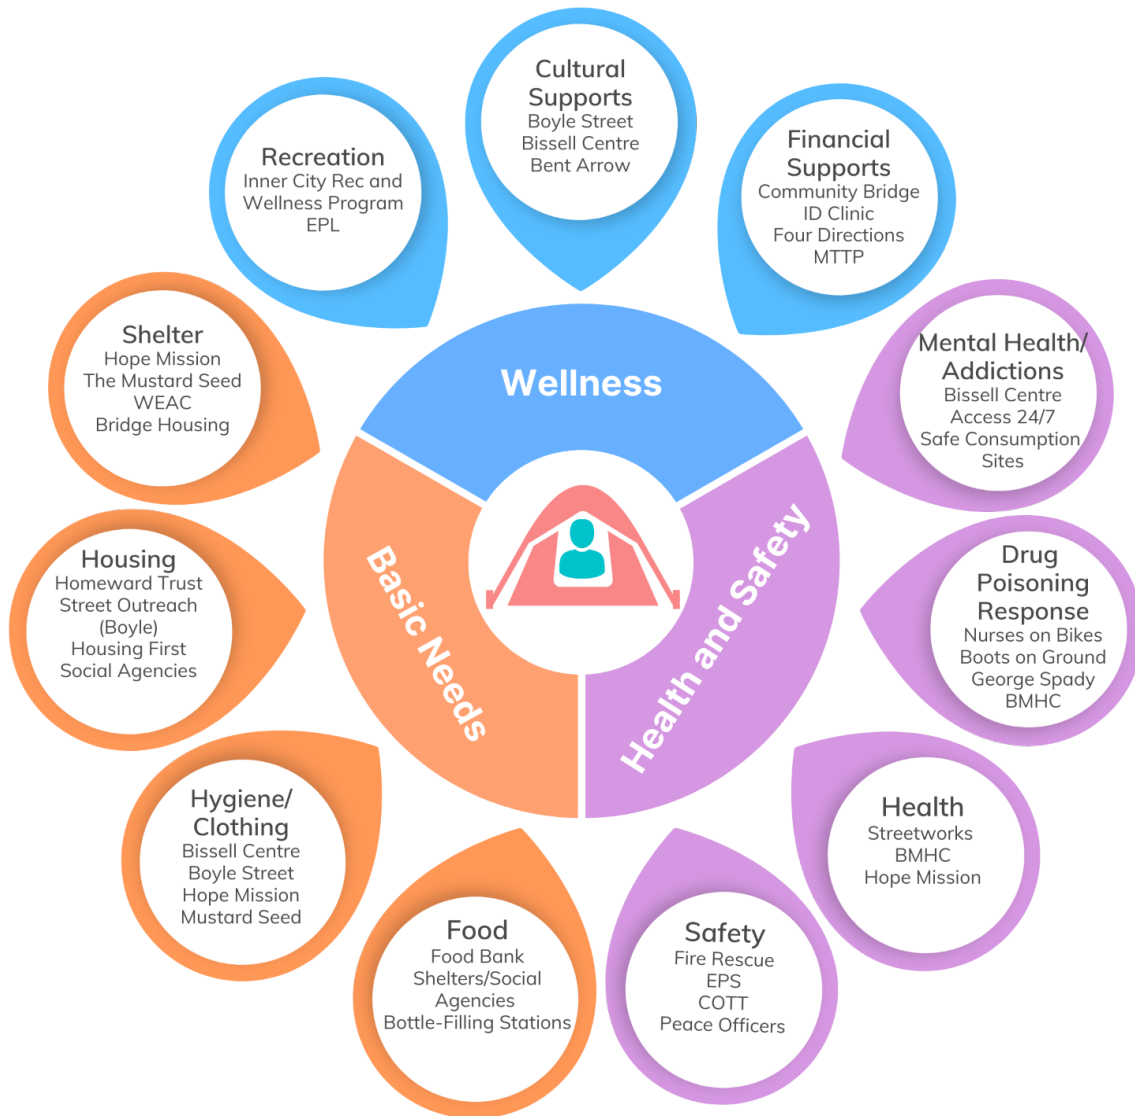 Cultural
Supports
Boyle Street
Bissell Centre
Bent Arrow
Financial
Supports
Community Bridge
ID Clinic
Four Directions
MTTP
Mental Health/
Addictions
Bissell Centre
Access 24/7
Safe Consumption
Sites
Drug
Poisoning
Response
Nurses on Bikes
Boots on Ground
George Spady
BMHC
Health
Streetworks
BMHC
Hope Mission
Safety
Fire Rescue
EPS
COTT
Peace Officers
Food
Food Bank
Shelters/Social
Agencies
Bottle-Filling Stations
Hygiene/
Clothing
Bissell Centre
Boyle Street
Hope Mission
Mustard Seed
Housing
Homeward Trust
Street Outreach
(Boyle)
Housing First
Social Agencies
Shelter
Hope Mission
The Mustard Seed
WEAC
Bridge Housing
Recreation
Inner City Rec and
Wellness Program
EPL
Wellness
Health and Safety
Basic Needs